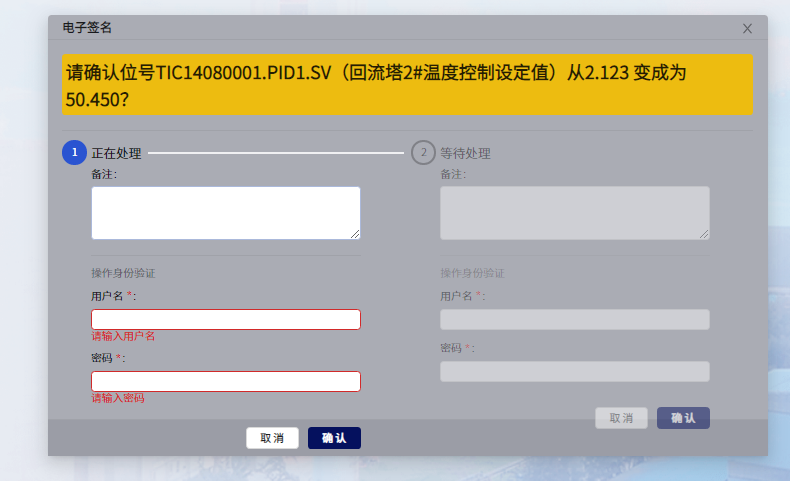 电子签名
请确认位号TIC14080001.PID1.SV（回流塔2#温度控制设定值）从2.123 变成为
50.450?
1 正在处理
2 等待处理
备注:
备注:
操作身份验证
操作身份验证
用户名 *:
用户名 *:
请输入用户名
密码 *:
密码 *:
请输入密码
取消 确认
取消 确认